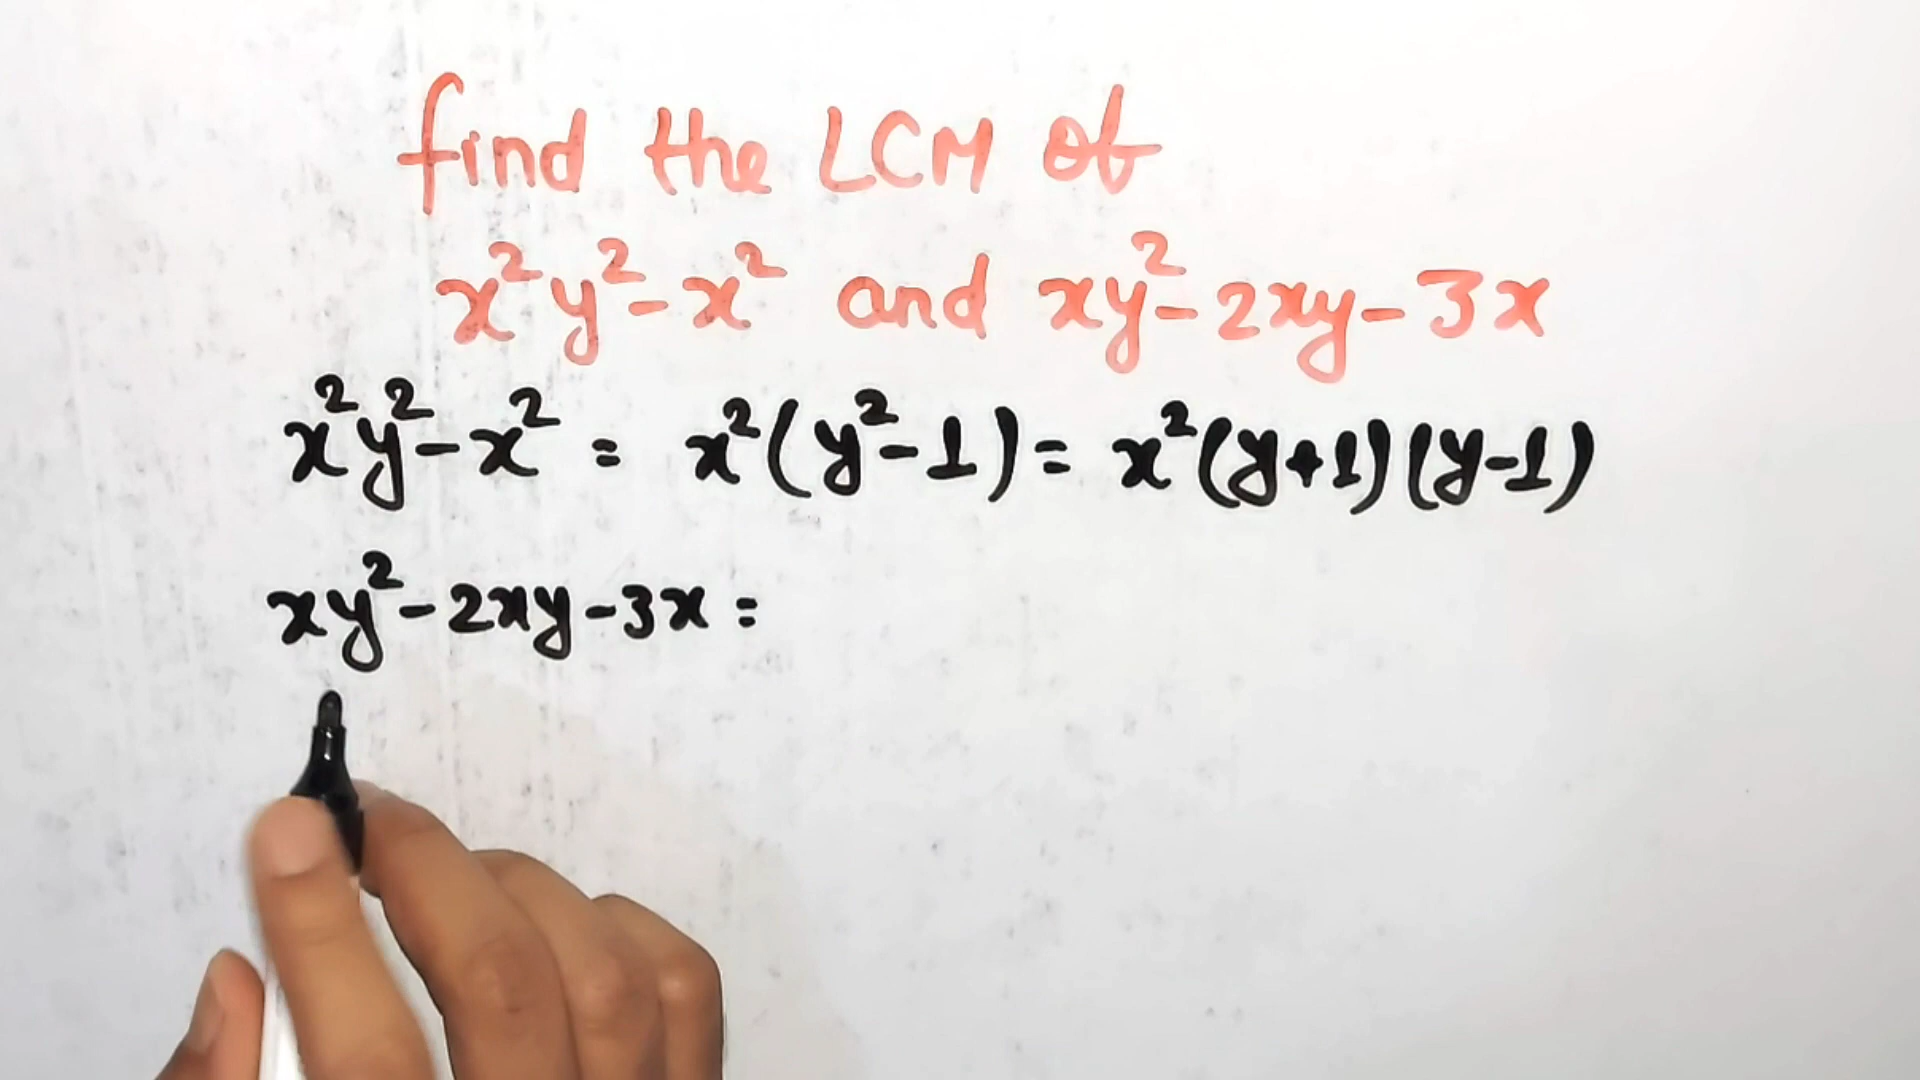 find the LCM of
x²y²-x² and xy²-2xy-3x
x²y²-x² = x²(y²-1) = x²(y+1)(y-1)
xy²-2xy-3x =